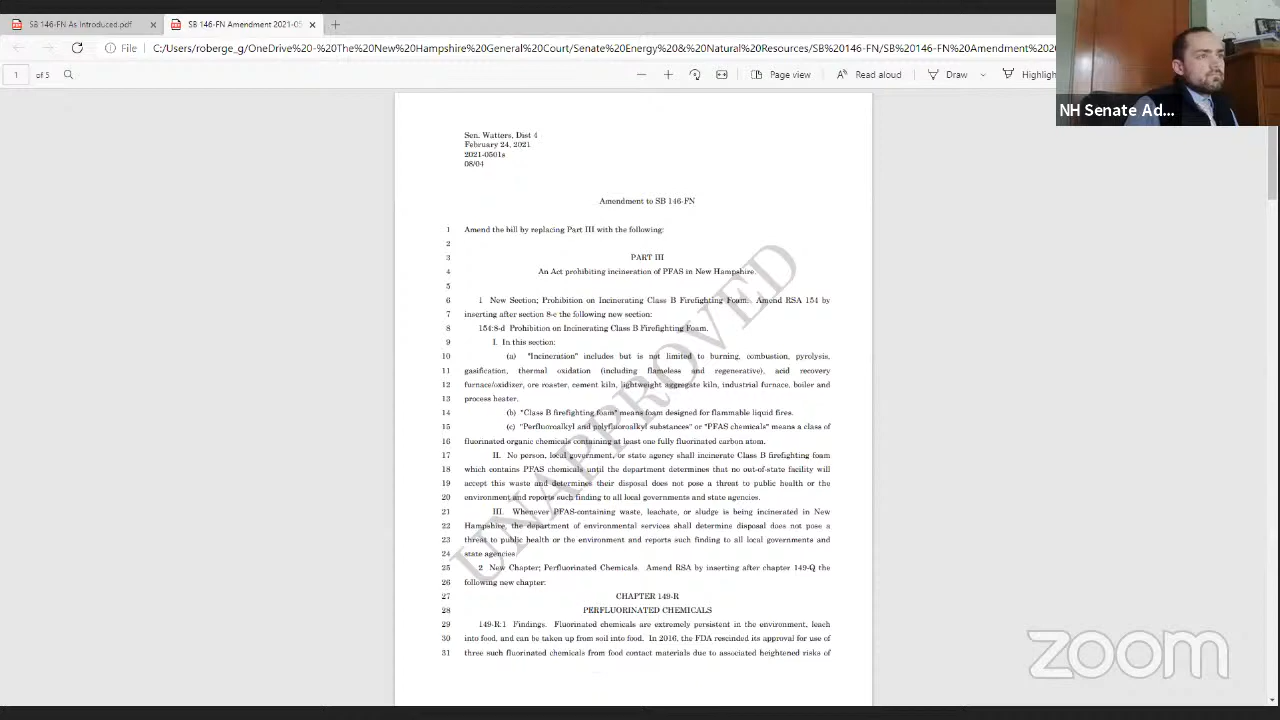 SB 146-FN As Introduced.pdf
SB 146-FN Amendment 2021-05
File
C:/Users/roberge_g/OneDrive%20-%20The%20New%20Hampshire%20General%20Court/Senate%20Energy%20&%20Natural%20Resources/SB%20146-FN/SB%20146-FN%20Amendment%20
1 of 5
Page view
Read aloud
Draw
Highligh
NH Senate Ad...
Sen. Watters, Dist 4
February 24, 2021
2021-0501s
08/04
Amendment to SB 146-FN
1 Amend the bill by replacing Part III with the following:
2
3 PART III
4 An Act prohibiting incineration of PFAS in New Hampshire.
5
6 1 New Section; Prohibition on Incinerating Class B Firefighting Foam. Amend RSA 154 by
7 inserting after section 8-c the following new section:
8 154:8-d Prohibition on Incinerating Class B Firefighting Foam.
9 I. In this section:
10 (a) "Incineration" includes but is not limited to burning, combustion, pyrolysis,
11 gasification, thermal oxidation (including flameless and regenerative), acid recovery
12 furnace/oxidizer, ore roaster, cement kiln, lightweight aggregate kiln, industrial furnace, boiler and
13 process heater.
14 (b) "Class B firefighting foam" means foam designed for flammable liquid fires.
15 (c) "Perfluoroalkyl and polyfluoroalkyl substances" or "PFAS chemicals" means a class of
16 fluorinated organic chemicals containing at least one fully fluorinated carbon atom.
17 II. No person, local government, or state agency shall incinerate Class B firefighting foam
18 which contains PFAS chemicals until the department determines that no out-of-state facility will
19 accept this waste and determines their disposal does not pose a threat to public health or the
20 environment and reports such finding to all local governments and state agencies.
21 III. Whenever PFAS-containing waste, leachate, or sludge is being incinerated in New
22 Hampshire, the department of environmental services shall determine disposal does not pose a
23 threat to public health or the environment and reports such finding to all local governments and
24 state agencies.
25 2 New Chapter; Perfluorinated Chemicals. Amend RSA by inserting after chapter 149-Q the
26 following new chapter:
27 CHAPTER 149-R
28 PERFLUORINATED CHEMICALS
29 149-R:1 Findings. Fluorinated chemicals are extremely persistent in the environment, leach
30 into food, and can be taken up from soil into food. In 2016, the FDA rescinded its approval for use of
31 three such fluorinated chemicals from food contact materials due to associated heightened risks of
UNAPPROVED
zoom